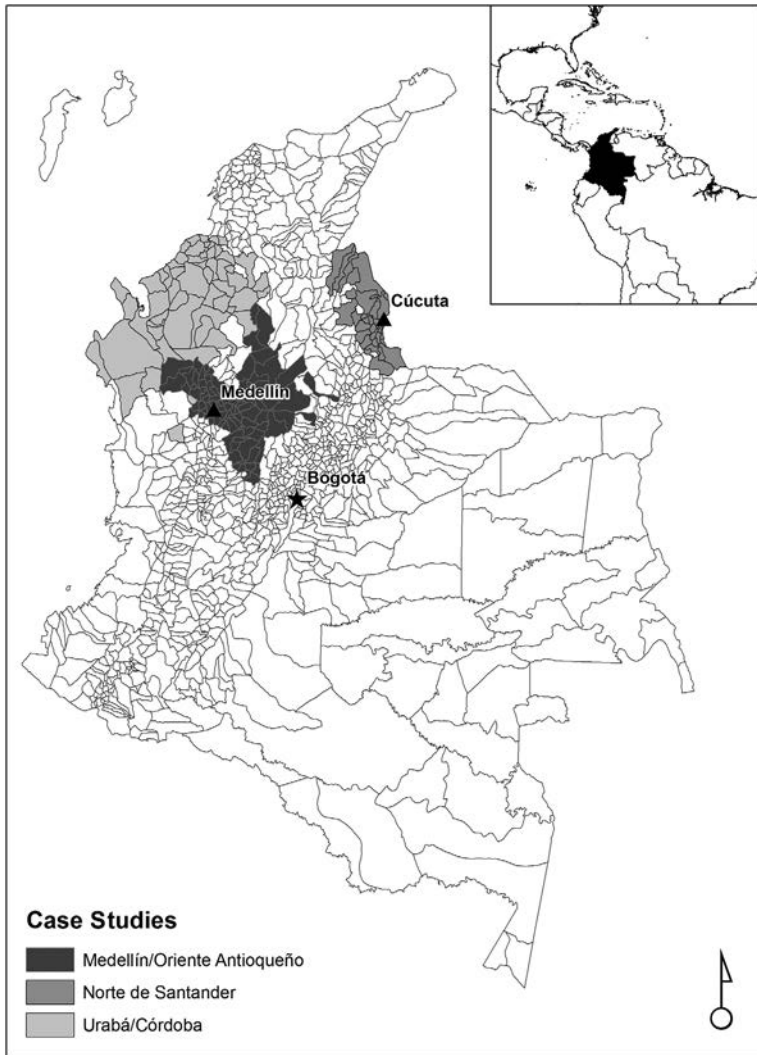 Cúcuta
Medellín
Bogotá
Case Studies
Medellín/Oriente Antioqueño
Norte de Santander
Urabá/Córdoba